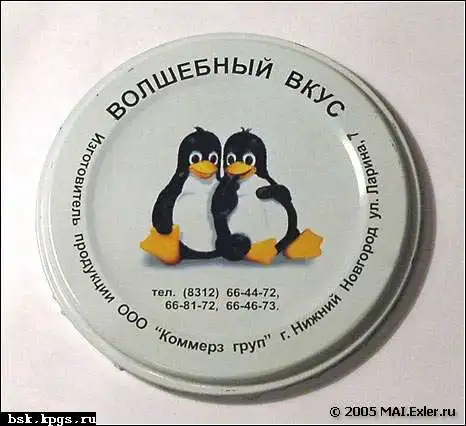 ВОЛШЕБНЫЙ ВКУС
Изготовитель продукции ООО "Коммерз груп" г. Нижний Новгород ул. Ларина, 7
тел. (8312) 66-44-72,
66-81-72, 66-46-73.
bsk.kpgs.ru
© 2005 MAI.Exler.ru